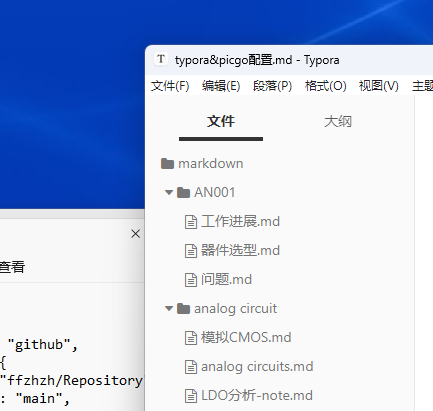 T typora&picgo配置.md - Typora
文件(F) 编辑(E) 段落(P) 格式(O) 视图(V) 主题
文件 大纲
markdown
AN001
工作进展.md
器件选型.md
问题.md
analog circuit
模拟CMOS.md
analog circuits.md
LDO分析-note.md
查看
"github",
{
"ffzhzh/Repository
: "main",